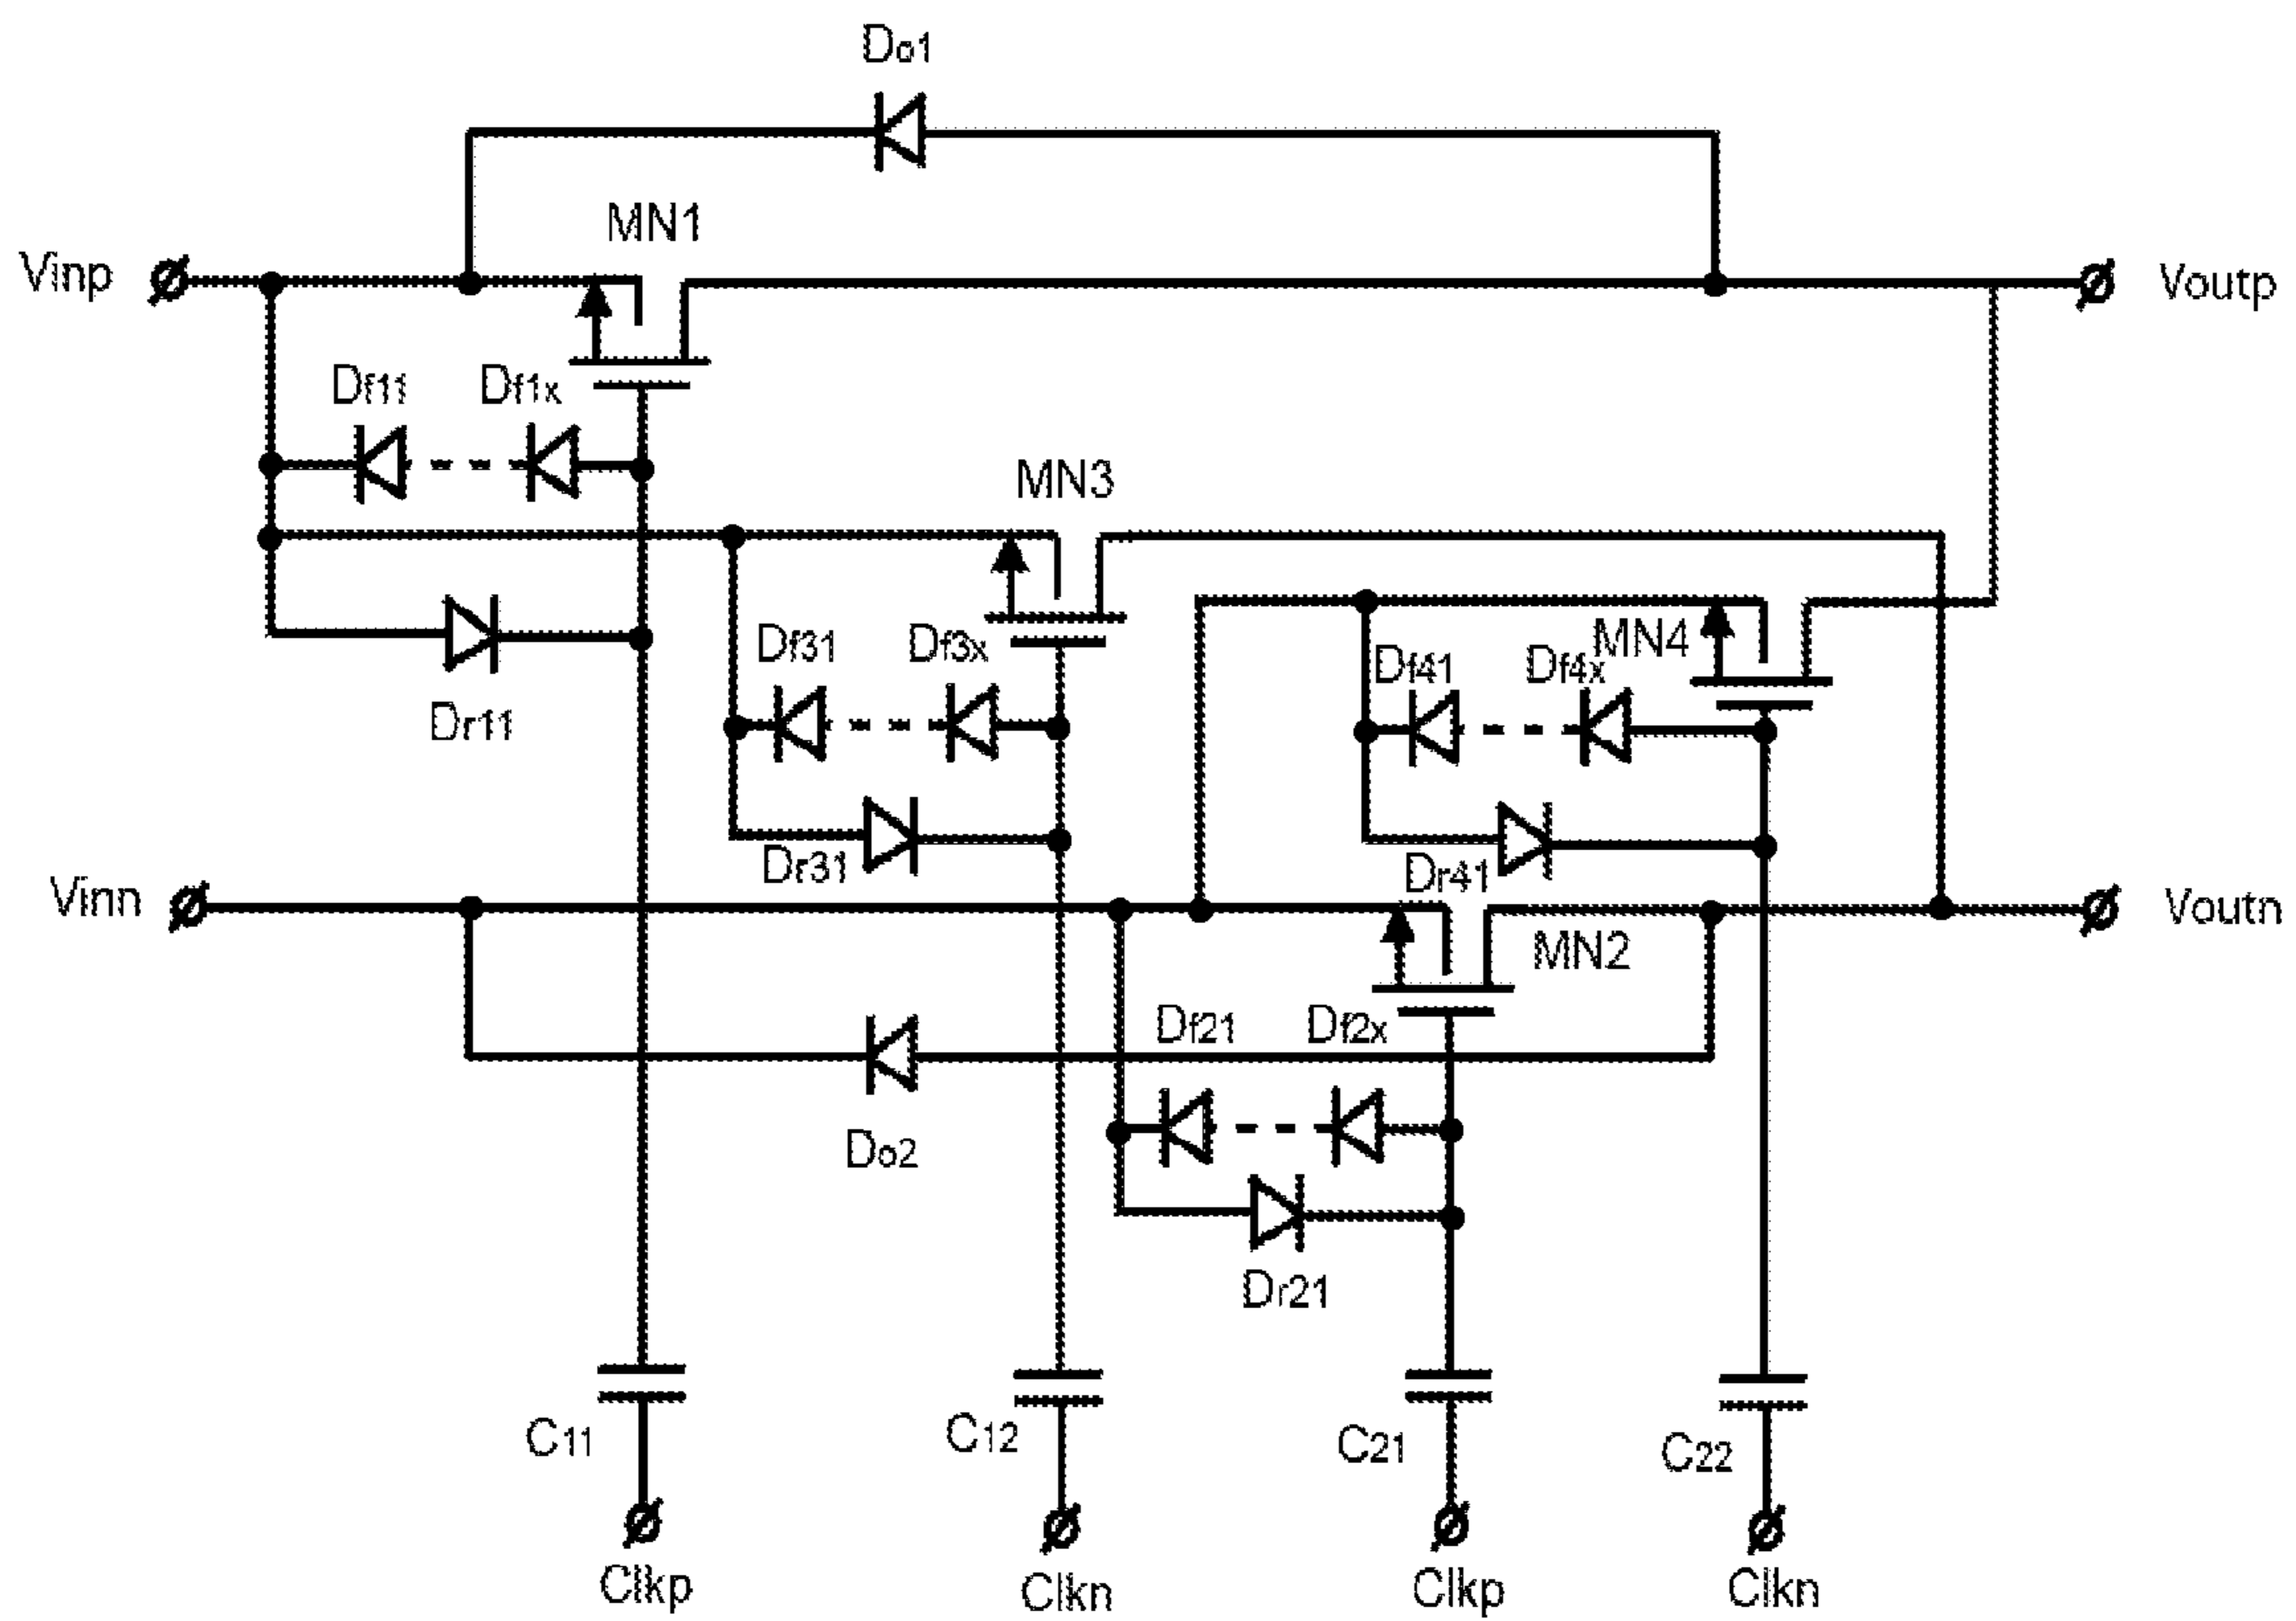 Do1
MN1
Vinp
Voutp
Df11
Df1x
MN3
Df31
Df3x
MN4
Df41
Df4x
Dr11
Dr31
Dr41
Vinn
Voutn
MN2
Df21
Df2x
Do2
Dr21
C11
C12
C21
C22
Clkp
Clkn
Clkp
Clkn